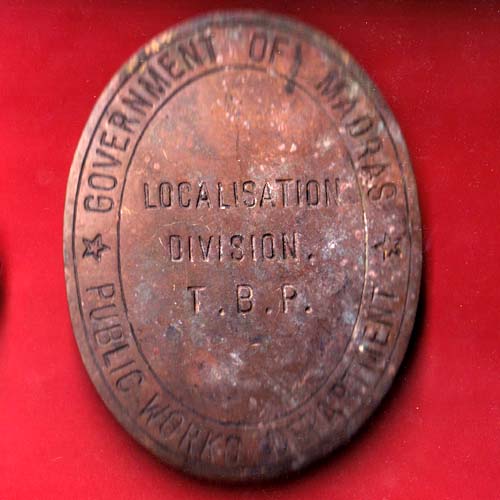 GOVERNMENT OF MADRAS
LOCALISATION
DIVISION.
T.B.P.
PUBLIC WORKS DEPARTMENT